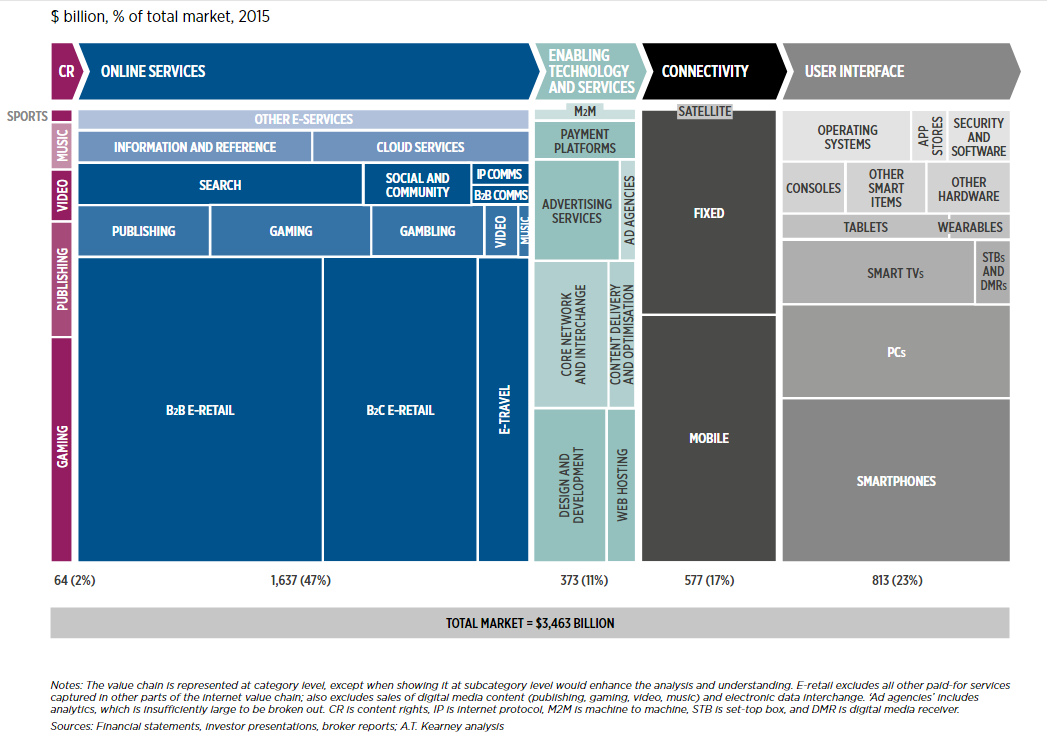 $ billion, % of total market, 2015
CR
ONLINE SERVICES
ENABLING
TECHNOLOGY
AND SERVICES
CONNECTIVITY
USER INTERFACE
SPORTS
MUSIC
VIDEO
PUBLISHING
GAMING
OTHER E-SERVICES
INFORMATION AND REFERENCE
CLOUD SERVICES
SEARCH
SOCIAL AND
COMMUNITY
IP COMMS
B2B COMMS
PUBLISHING
GAMING
GAMBLING
VIDEO
MUSIC
B2B E-RETAIL
B2C E-RETAIL
E-TRAVEL
M2M
PAYMENT
PLATFORMS
ADVERTISING
SERVICES
AD AGENCIES
CORE NETWORK
AND INTERCHANGE
CONTENT DELIVERY
AND OPTIMISATION
DESIGN AND
DEVELOPMENT
WEB HOSTING
SATELLITE
FIXED
MOBILE
OPERATING
SYSTEMS
APP
STORES
SECURITY
AND
SOFTWARE
CONSOLES
OTHER
SMART
ITEMS
OTHER
HARDWARE
TABLETS
WEARABLES
SMART TVs
STBs
AND
DMRs
PCs
SMARTPHONES
64 (2%)
1,637 (47%)
373 (11%)
577 (17%)
813 (23%)
TOTAL MARKET = $3,463 BILLION
Notes: The value chain is represented at category level, except when showing it at subcategory level would enhance the analysis and understanding. E-retail excludes all other paid-for services
captured in other parts of the internet value chain; also excludes sales of digital media content (publishing, gaming, video, music) and electronic data interchange. 'Ad agencies' includes
analytics, which is insufficiently large to be broken out. CR is content rights, IP is internet protocol, M2M is machine to machine, STB is set-top box, and DMR is digital media receiver.
Sources: Financial statements, investor presentations, broker reports; A.T. Kearney analysis